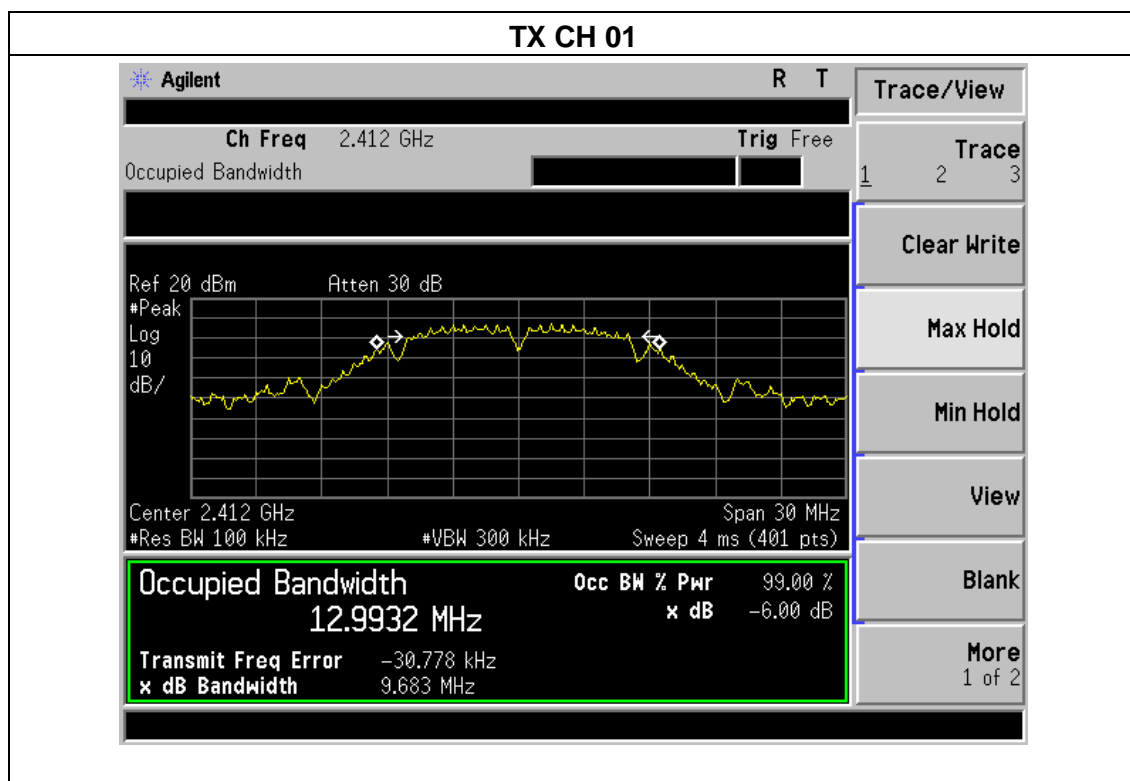 TX CH 01
Agilent R T
Trace/View
Ch Freq 2.412 GHz Trig Free
Occupied Bandwidth
Trace
1 2 3
Clear Write
Ref 20 dBm Atten 30 dB
#Peak
Log
10
dB/
Max Hold
Min Hold
View
Center 2.412 GHz Span 30 MHz
#Res BW 100 kHz #VBW 300 kHz Sweep 4 ms (401 pts)
Occupied Bandwidth Occ BW % Pwr 99.00 %
12.9932 MHz x dB -6.00 dB
Blank
Transmit Freq Error -30.778 kHz
x dB Bandwidth 9.683 MHz
More
1 of 2